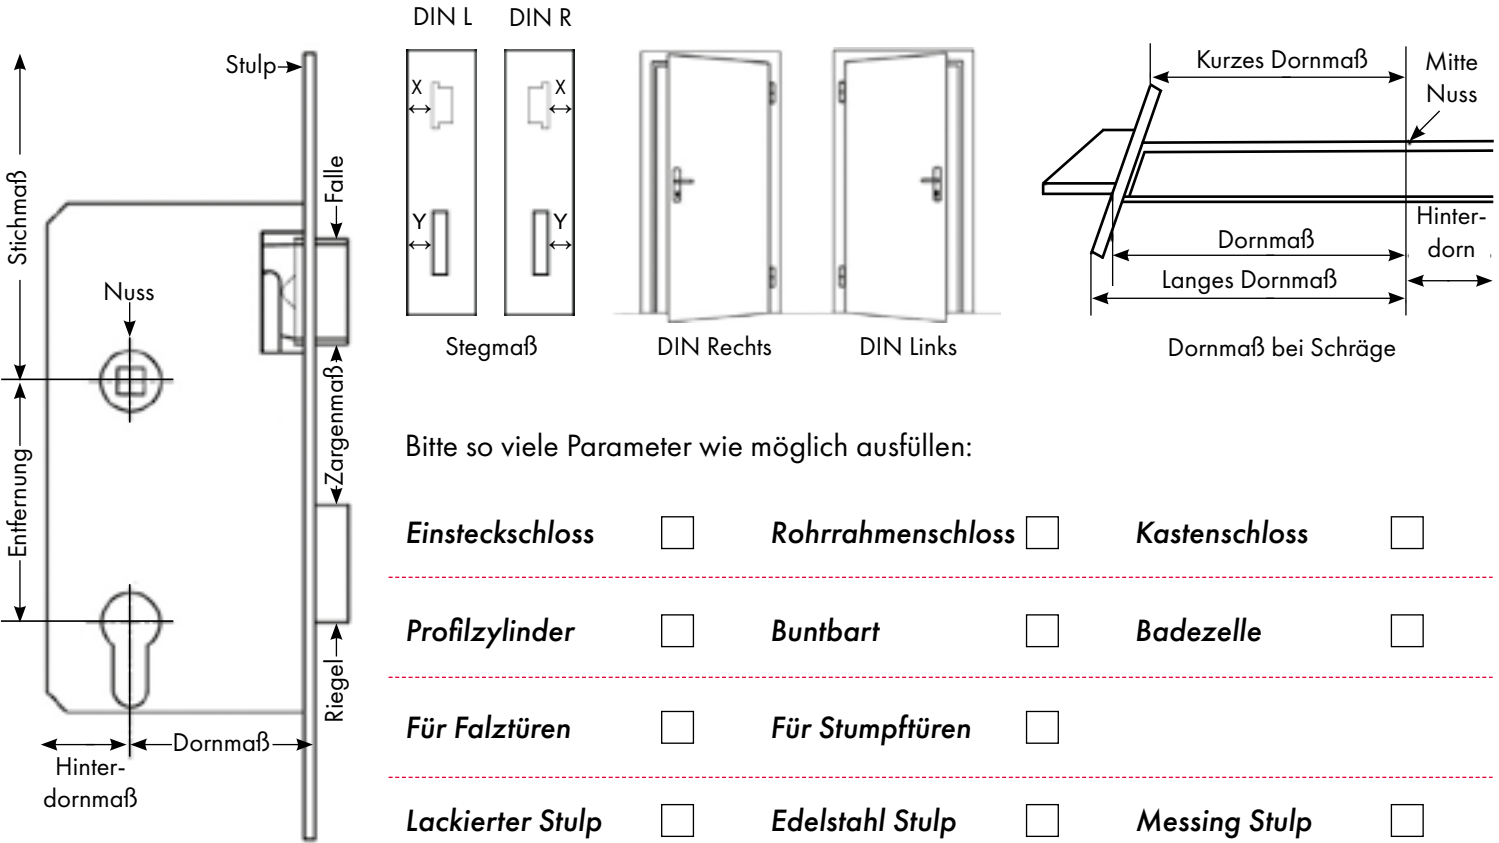 DIN L
DIN R
Stulp
X
X
Y
Y
Stegmaß
DIN Rechts
DIN Links
Kurzes Dornmaß
Mitte
Nuss
Dornmaß
Hinter-
dorn
Langes Dornmaß
Dornmaß bei Schräge
Stichmaß
Falle
Nuss
Zargenmaß
Entfernung
Riegel
Dornmaß
Hinter-
dornmaß
Bitte so viele Parameter wie möglich ausfüllen:
Einsteckschloss Rohrrahmenschloss Kastenschloss
Profilzylinder Buntbart Badezelle
Für Falztüren Für Stumpftüren
Lackierter Stulp Edelstahl Stulp Messing Stulp